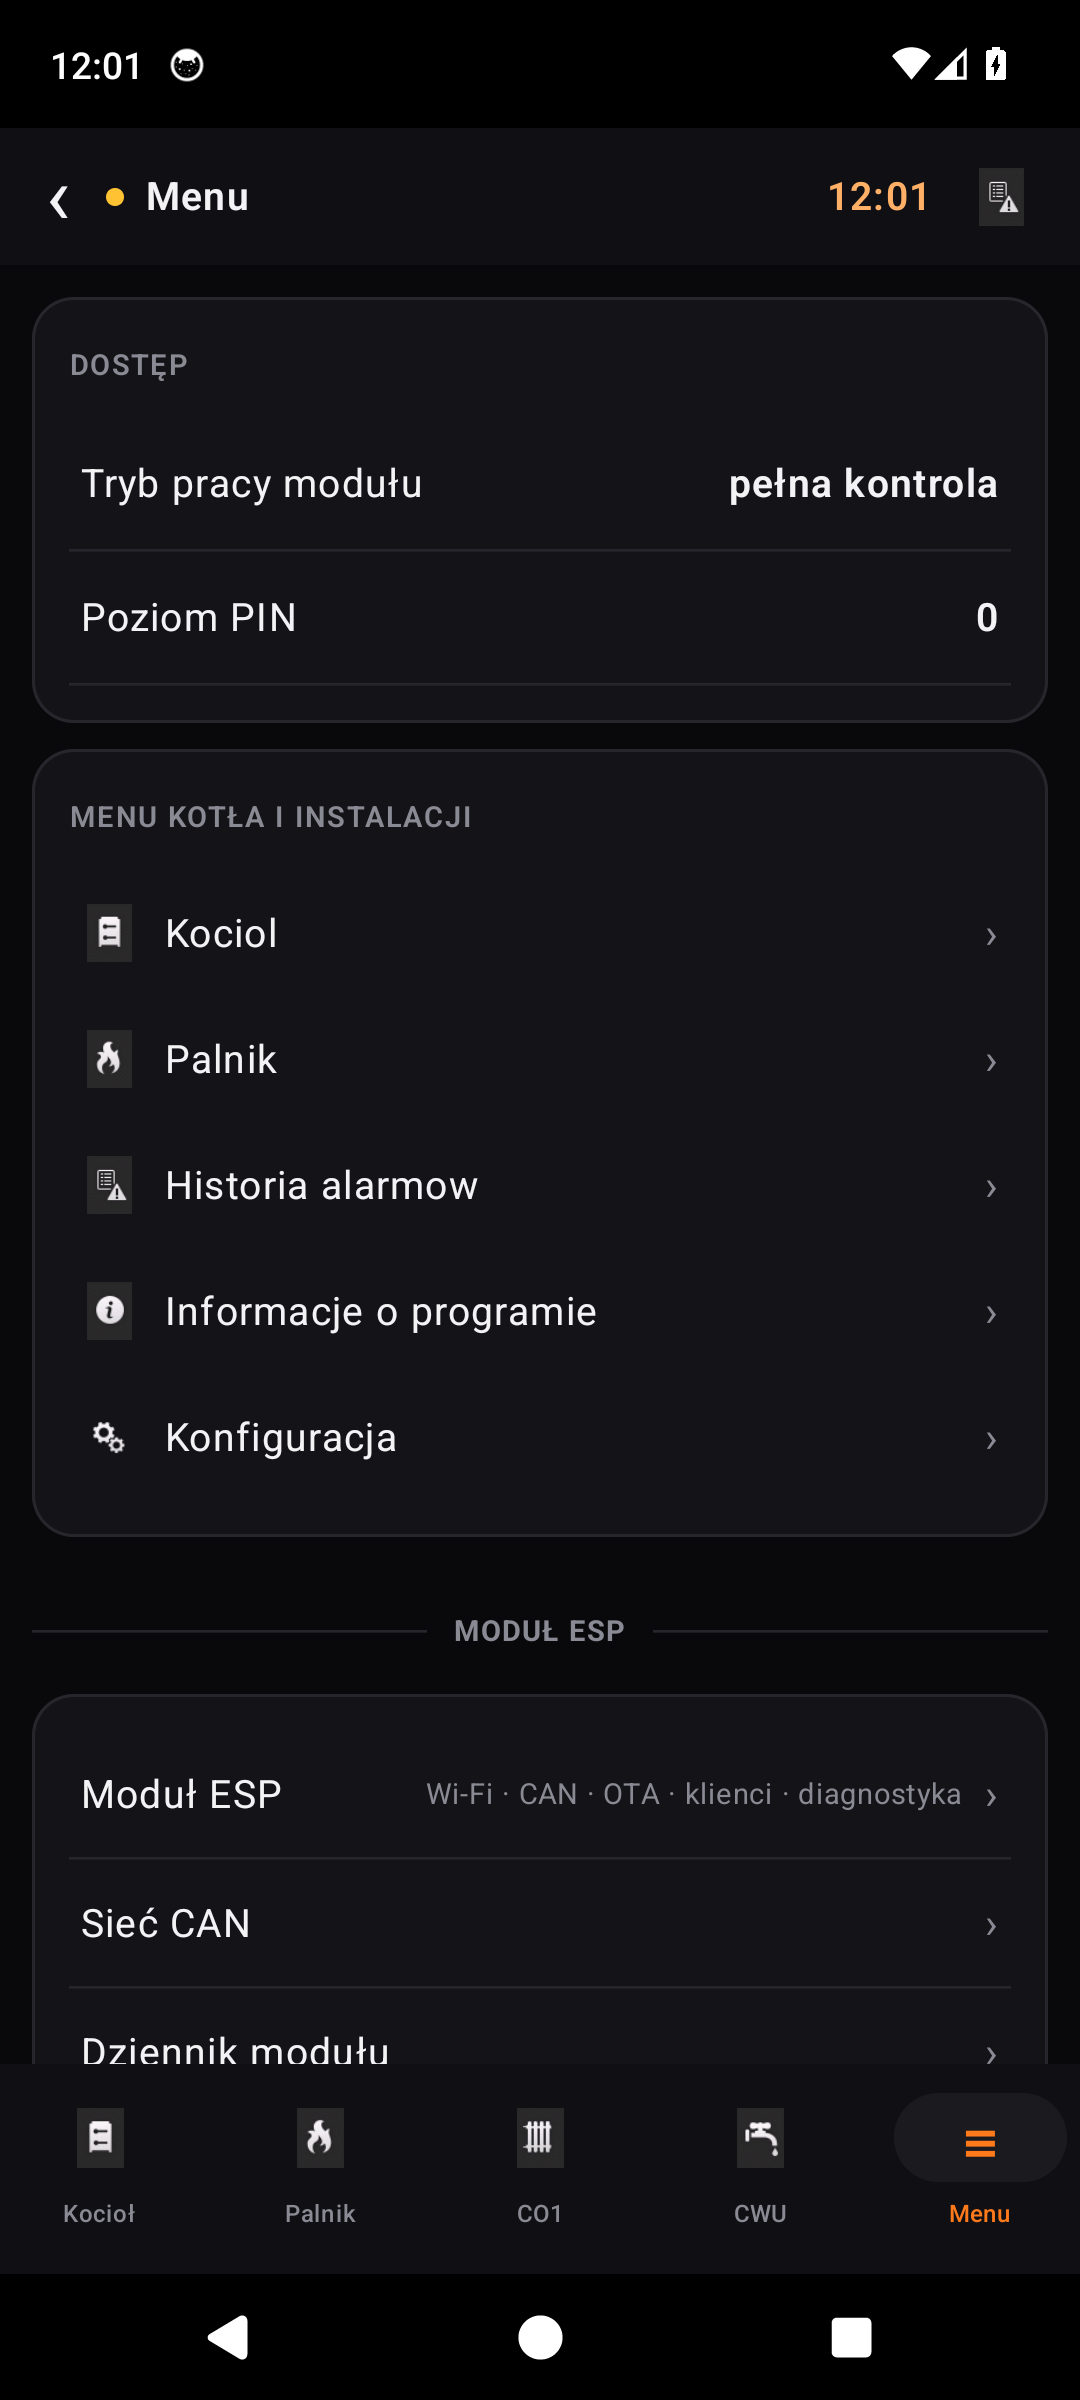 12:01
Menu
12:01
DOSTĘP
Tryb pracy modułu
pełna kontrola
Poziom PIN
0
MENU KOTŁA I INSTALACJI
Kociol
Palnik
Historia alarmow
Informacje o programie
Konfiguracja
MODUŁ ESP
Moduł ESP
Wi-Fi · CAN · OTA · klienci · diagnostyka
Sieć CAN
Dziennik modułu
Kocioł
Palnik
CO1
CWU
Menu